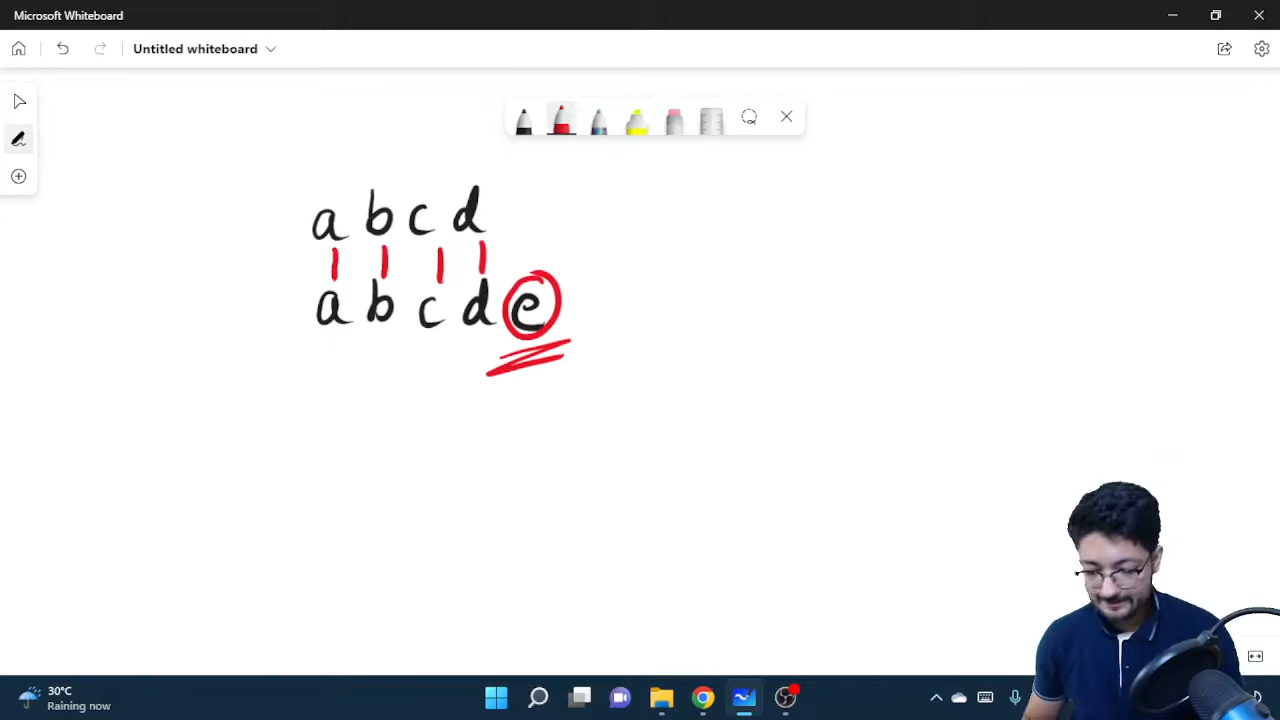 Microsoft Whiteboard
Untitled whiteboard
a b c d
a b c d e
30°C
Raining now